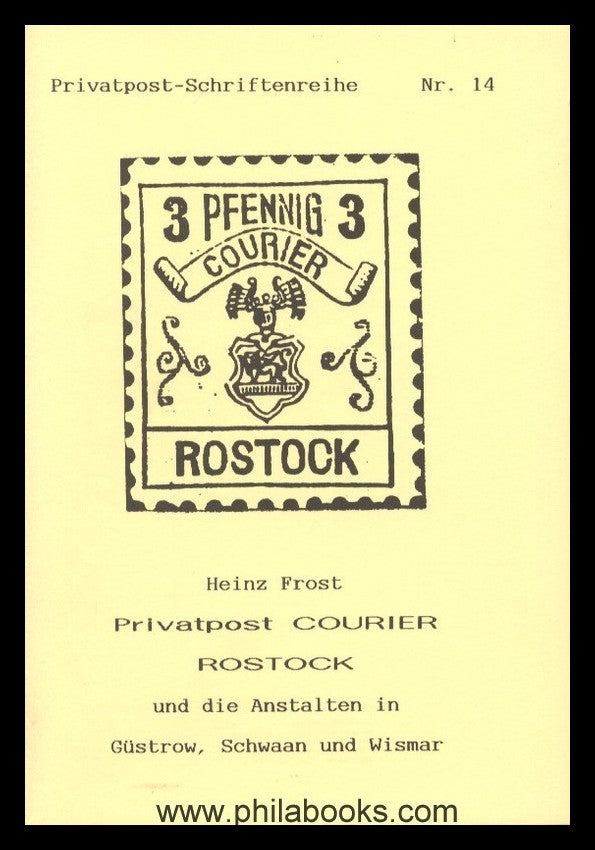 Privatpost-Schriftenreihe Nr. 14
3 PFENNIG 3
COURIER
ROSTOCK
Heinz Frost
Privatpost COURIER
ROSTOCK
und die Anstalten in
Güstrow, Schwaan und Wismar
www.philabooks.com